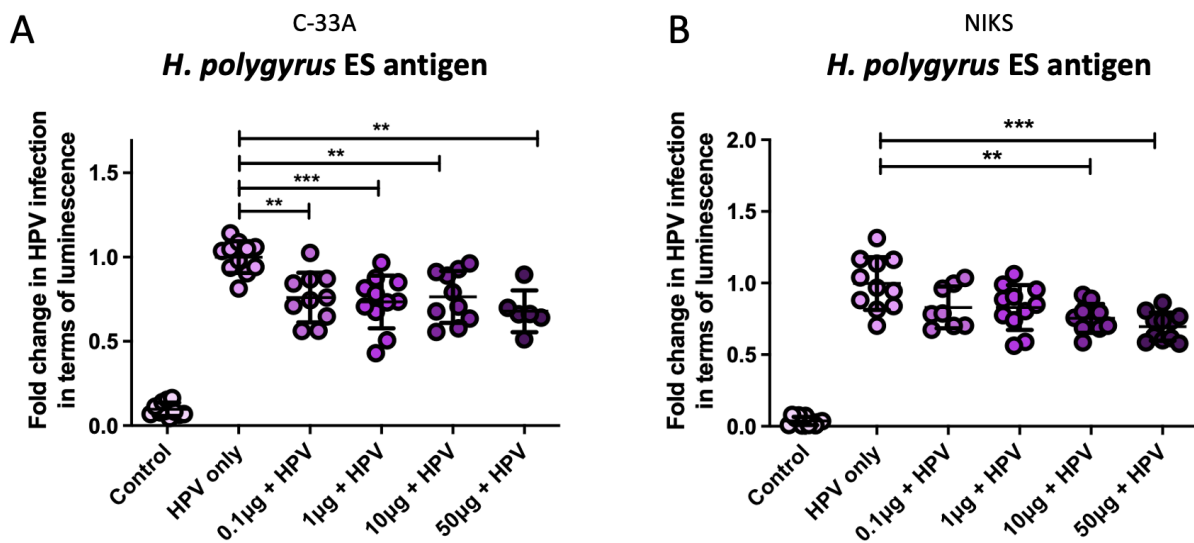 A
C-33A
H. polygyrus ES antigen
Fold change in HPV infection
in terms of luminescence
1.5
1.0
0.5
0.0
**
**
***
**
Control
HPV only
0.1µg + HPV
1µg + HPV
10µg + HPV
50µg + HPV
B
NIKS
H. polygyrus ES antigen
Fold change in HPV infection
in terms of luminescence
2.0
1.5
1.0
0.5
0.0
***
**
Control
HPV only
0.1µg + HPV
1µg + HPV
10µg + HPV
50µg + HPV